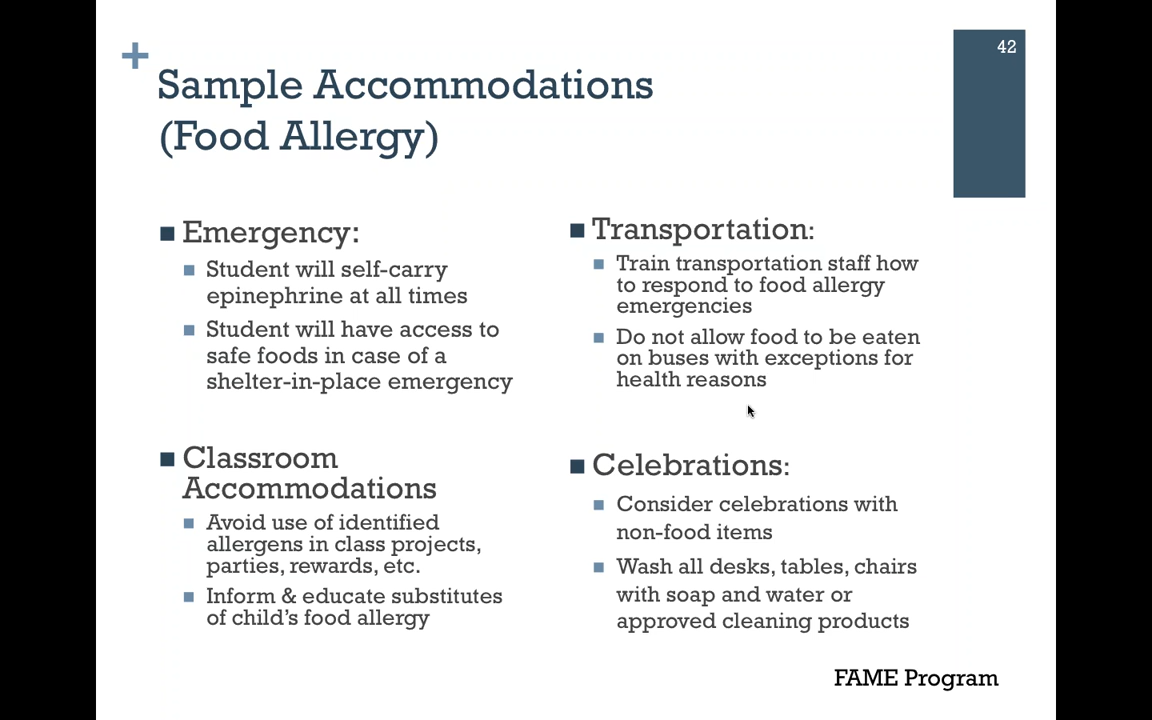 +
42
Sample Accommodations
(Food Allergy)
Emergency:
Student will self-carry
epinephrine at all times
Student will have access to
safe foods in case of a
shelter-in-place emergency
Classroom
Accommodations
Avoid use of identified
allergens in class projects,
parties, rewards, etc.
Inform & educate substitutes
of child's food allergy
Transportation:
Train transportation staff how
to respond to food allergy
emergencies
Do not allow food to be eaten
on buses with exceptions for
health reasons
Celebrations:
Consider celebrations with
non-food items
Wash all desks, tables, chairs
with soap and water or
approved cleaning products
FAME Program